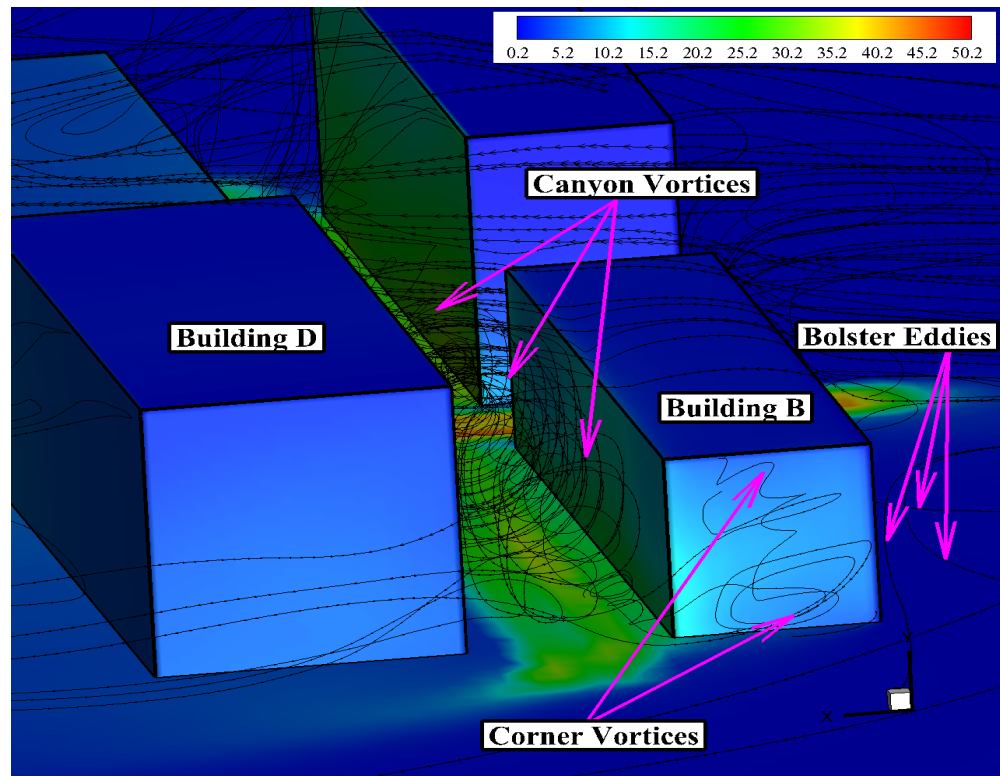 0.2 5.2 10.2 15.2 20.2 25.2 30.2 35.2 40.2 45.2 50.2
Canyon Vortices
Building D
Bolster Eddies
Building B
Y
X
Corner Vortices